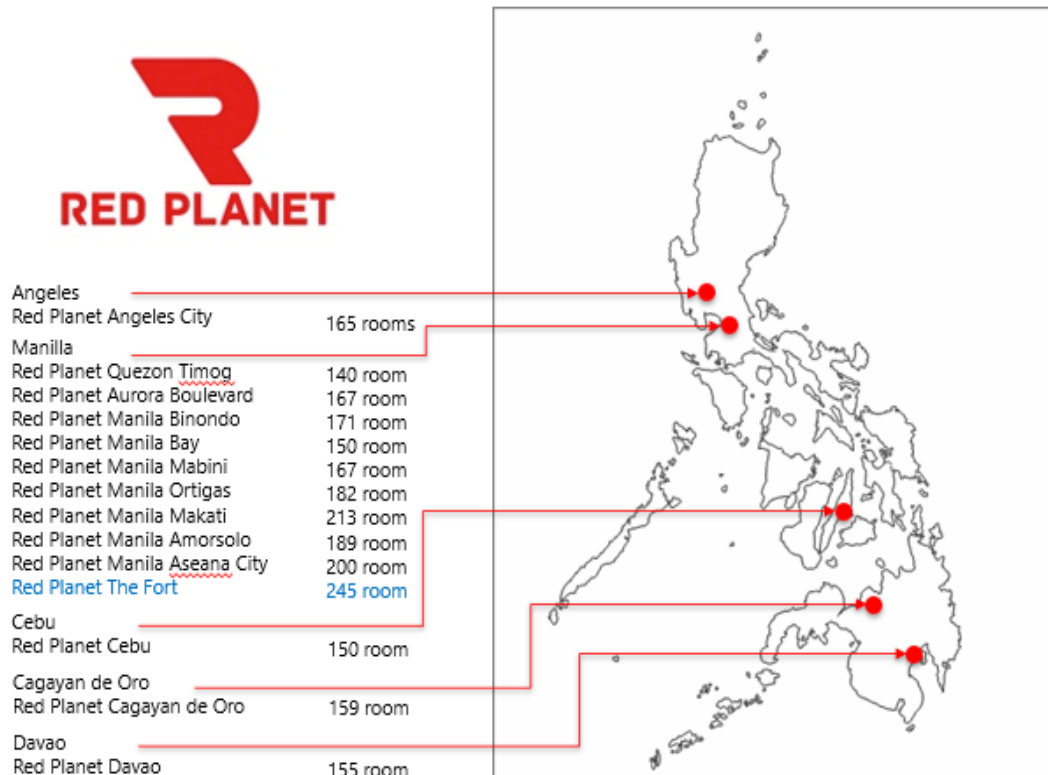 RED PLANET
Angeles
Red Planet Angeles City 165 rooms
Manilla
Red Planet Quezon Timog 140 room
Red Planet Aurora Boulevard 167 room
Red Planet Manila Binondo 171 room
Red Planet Manila Bay 150 room
Red Planet Manila Mabini 167 room
Red Planet Manila Ortigas 182 room
Red Planet Manila Makati 213 room
Red Planet Manila Amorsolo 189 room
Red Planet Manila Aseana City 200 room
Red Planet The Fort 245 room
Cebu
Red Planet Cebu 150 room
Cagayan de Oro
Red Planet Cagayan de Oro 159 room
Davao
Red Planet Davao 155 room